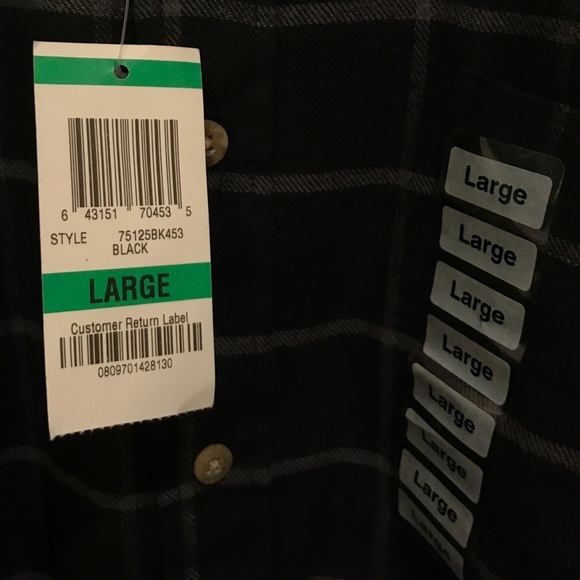 6 43151 70453 5
STYLE 75125BK453
BLACK
LARGE
Customer Return Label
0809701428130
Large
Large
Large
Large
Large
Large
Large
Large